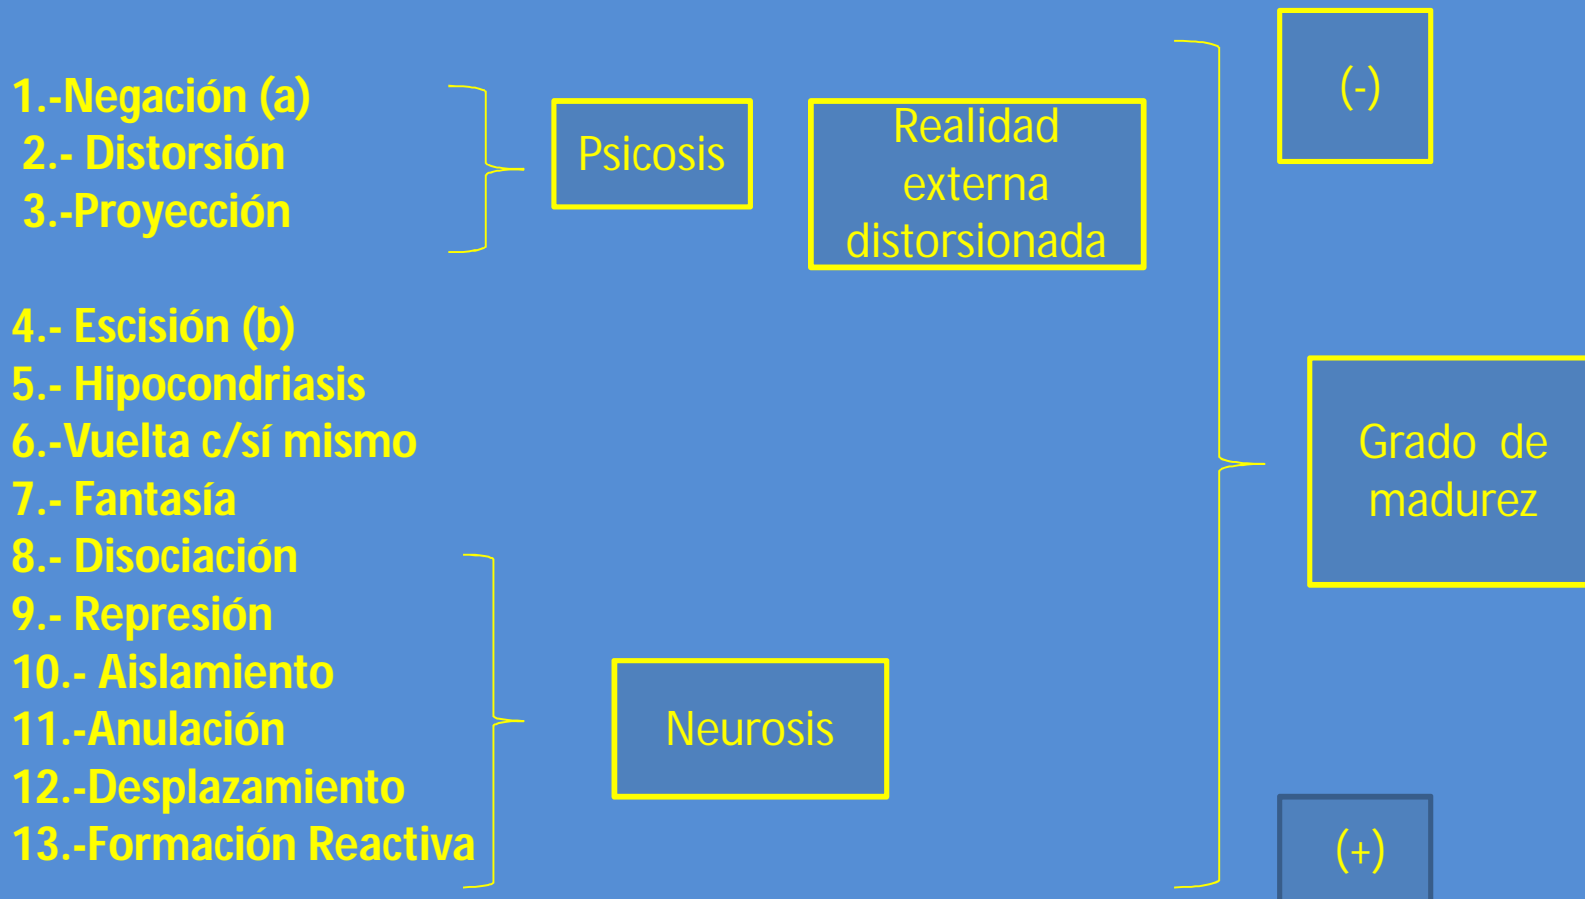 1.-Negación (a)
2.- Distorsión
3.-Proyección
4.- Escisión (b)
5.- Hipocondriasis
6.-Vuelta c/sí mismo
7.- Fantasía
8.- Disociación
9.- Represión
10.- Aislamiento
11.-Anulación
12.-Desplazamiento
13.-Formación Reactiva
Psicosis
Realidad
externa
distorsionada
Neurosis
(-)
Grado de
madurez
(+)